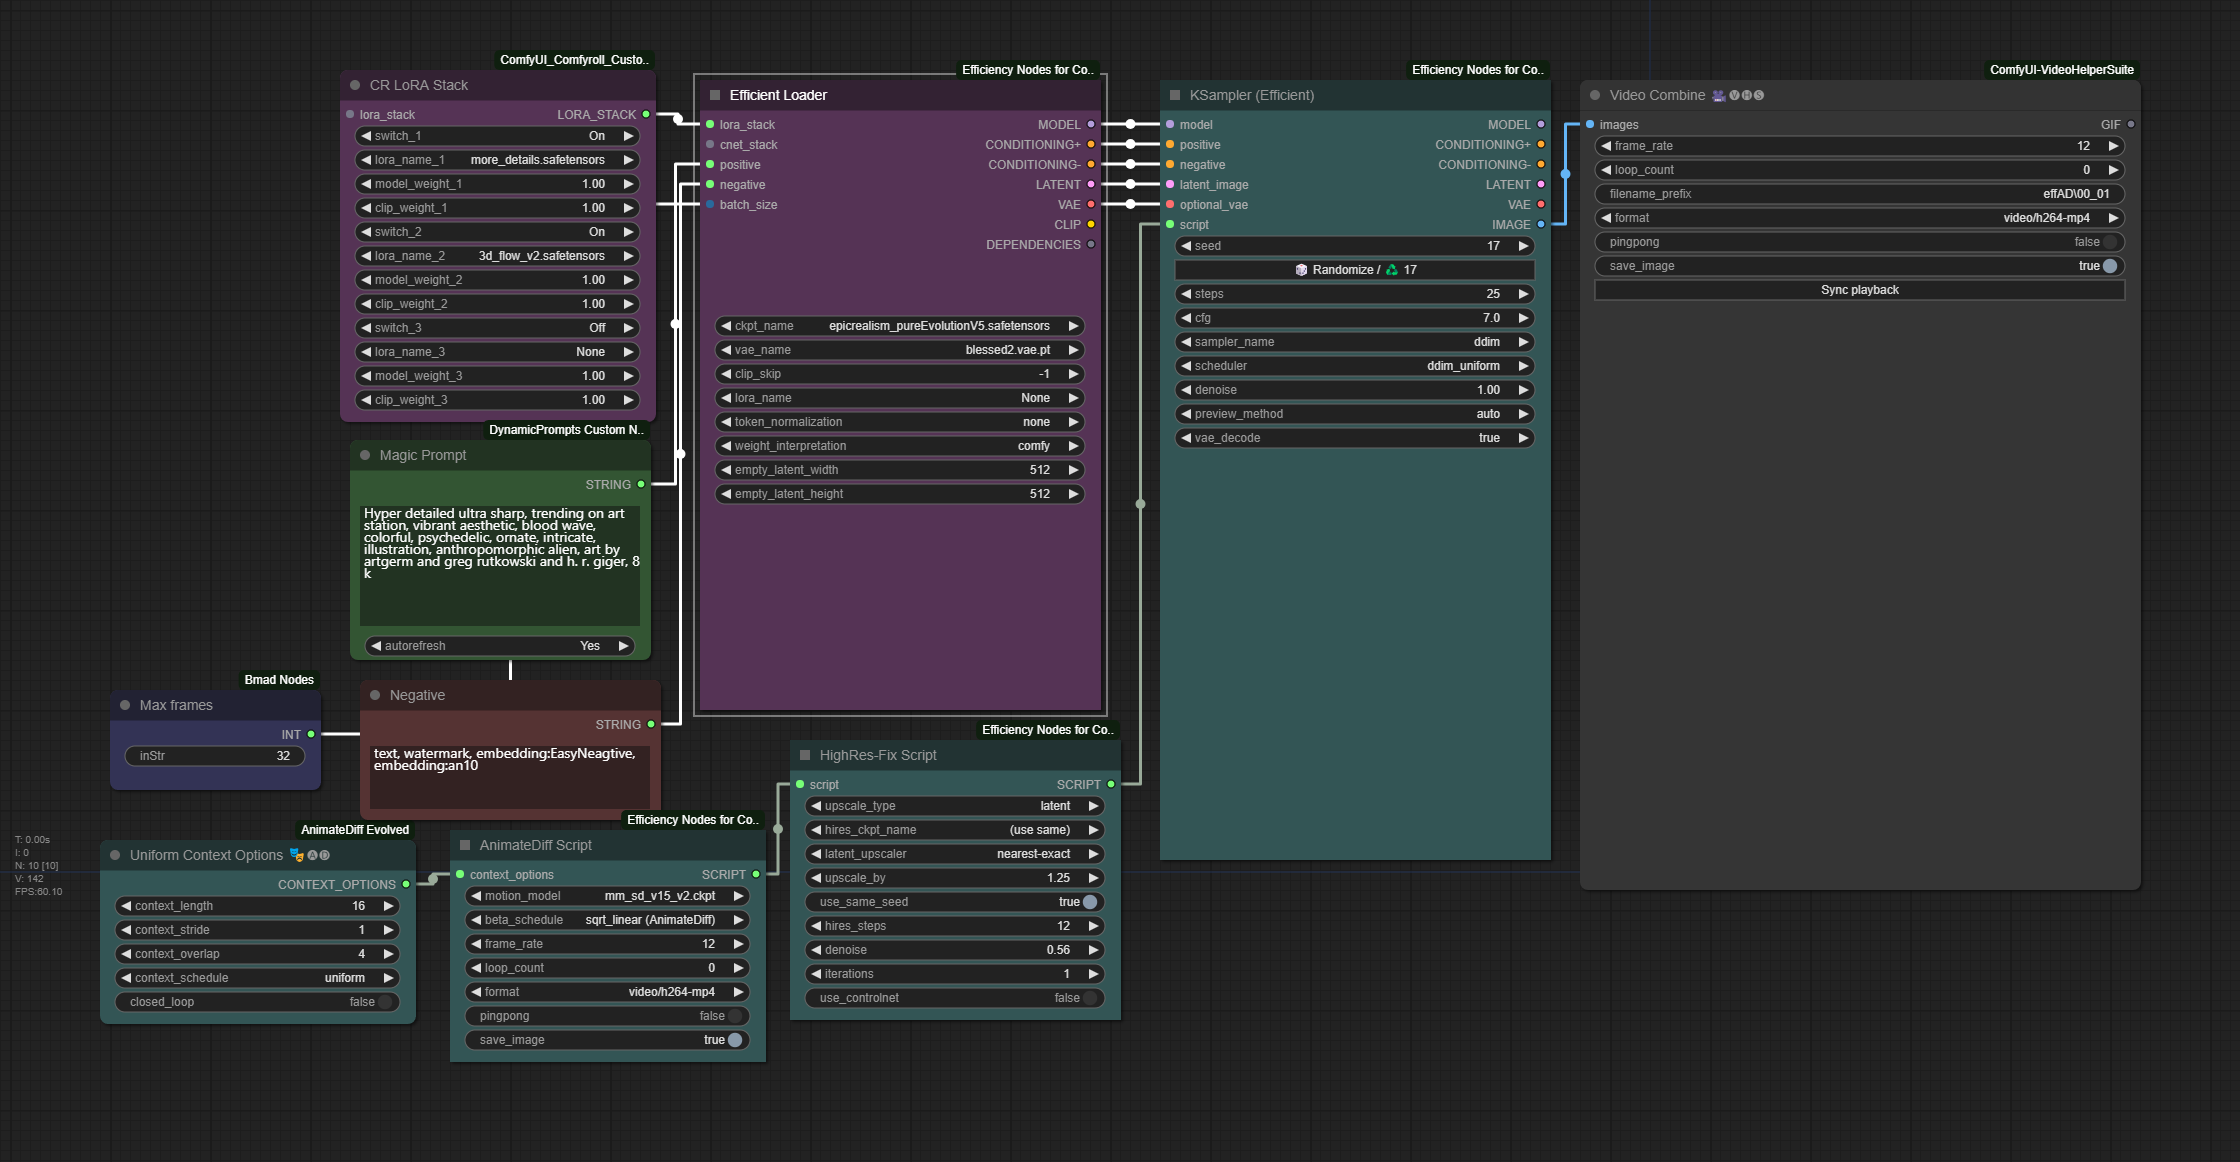 ComfyUI_Comfyroll_Custo..
CR LoRA Stack
lora_stack LORA_STACK
switch_1 On
lora_name_1 more_details.safetensors
model_weight_1 1.00
clip_weight_1 1.00
switch_2 On
lora_name_2 3d_flow_v2.safetensors
model_weight_2 1.00
clip_weight_2 1.00
switch_3 Off
lora_name_3 None
model_weight_3 1.00
clip_weight_3 1.00
DynamicPrompts Custom N..
Magic Prompt
STRING
Hyper detailed ultra sharp, trending on art
station, vibrant aesthetic, blood wave,
colorful, psychedelic, ornate, intricate,
illustration, anthropomorphic alien, art by
artgerm and greg rutkowski and h. r. giger, 8
k
autorefresh Yes
Bmad Nodes
Max frames
INT
inStr 32
Negative
STRING
text, watermark, embedding:EasyNeagtive,
embedding:an10
T: 0.00s
I: 0
N: 10 [10]
V: 142
FPS:60.10
AnimateDiff Evolved
Uniform Context Options 🎭🅐🅓
CONTEXT_OPTIONS
context_length 16
context_stride 1
context_overlap 4
context_schedule uniform
closed_loop false
Efficiency Nodes for Co..
AnimateDiff Script
context_options SCRIPT
motion_model mm_sd_v15_v2.ckpt
beta_schedule sqrt_linear (AnimateDiff)
frame_rate 12
loop_count 0
format video/h264-mp4
pingpong false
save_image true
Efficiency Nodes for Co..
Efficient Loader
lora_stack MODEL
cnet_stack CONDITIONING+
positive CONDITIONING-
negative LATENT
batch_size VAE
CLIP
DEPENDENCIES
ckpt_name epicrealism_pureEvolutionV5.safetensors
vae_name blessed2.vae.pt
clip_skip -1
lora_name None
token_normalization none
weight_interpretation comfy
empty_latent_width 512
empty_latent_height 512
Efficiency Nodes for Co..
HighRes-Fix Script
script SCRIPT
upscale_type latent
hires_ckpt_name (use same)
latent_upscaler nearest-exact
upscale_by 1.25
use_same_seed true
hires_steps 12
denoise 0.56
iterations 1
use_controlnet false
Efficiency Nodes for Co..
KSampler (Efficient)
model MODEL
positive CONDITIONING+
negative CONDITIONING-
latent_image LATENT
optional_vae VAE
script IMAGE
seed 17
🎲 Randomize / ♻️ 17
steps 25
cfg 7.0
sampler_name ddim
scheduler ddim_uniform
denoise 1.00
preview_method auto
vae_decode true
ComfyUI-VideoHelperSuite
Video Combine 🎥🅥🅗🅢
images GIF
frame_rate 12
loop_count 0
filename_prefix effAD\00_01
format video/h264-mp4
pingpong false
save_image true
Sync playback